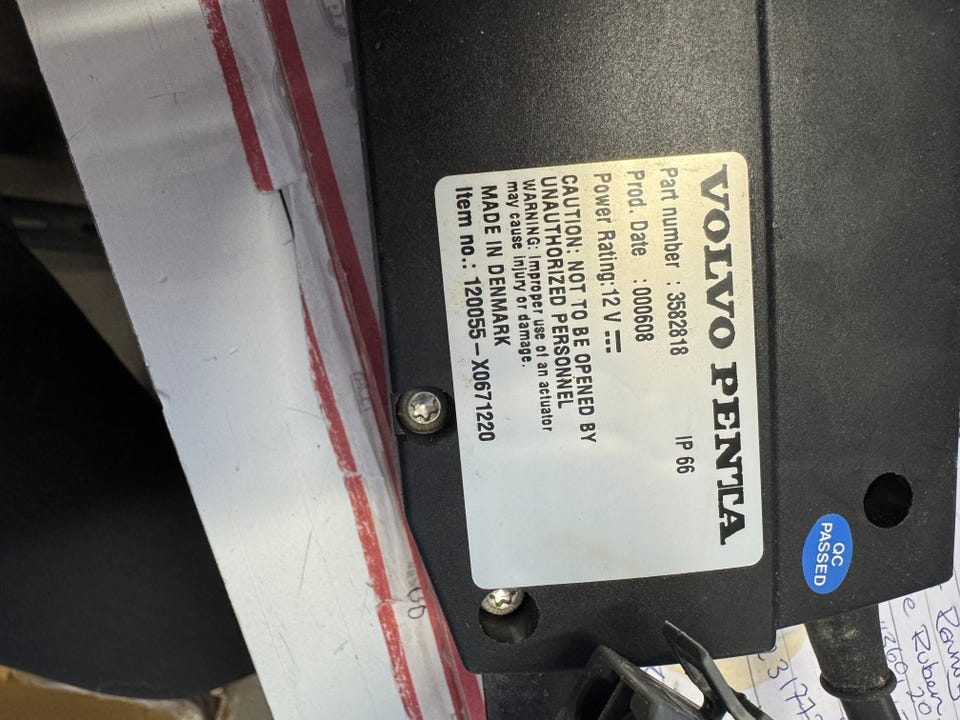 VOLVO PENTA
Part number : 3582818 IP 66
Prod. Date : 000608
Power Rating:12 V
CAUTION: NOT TO BE OPENED BY
UNAUTHORIZED PERSONNEL
WARNING: Improper use of an actuator
may cause injury or damage.
MADE IN DENMARK
Item no.: 120055-X0671220
QC
PASSED